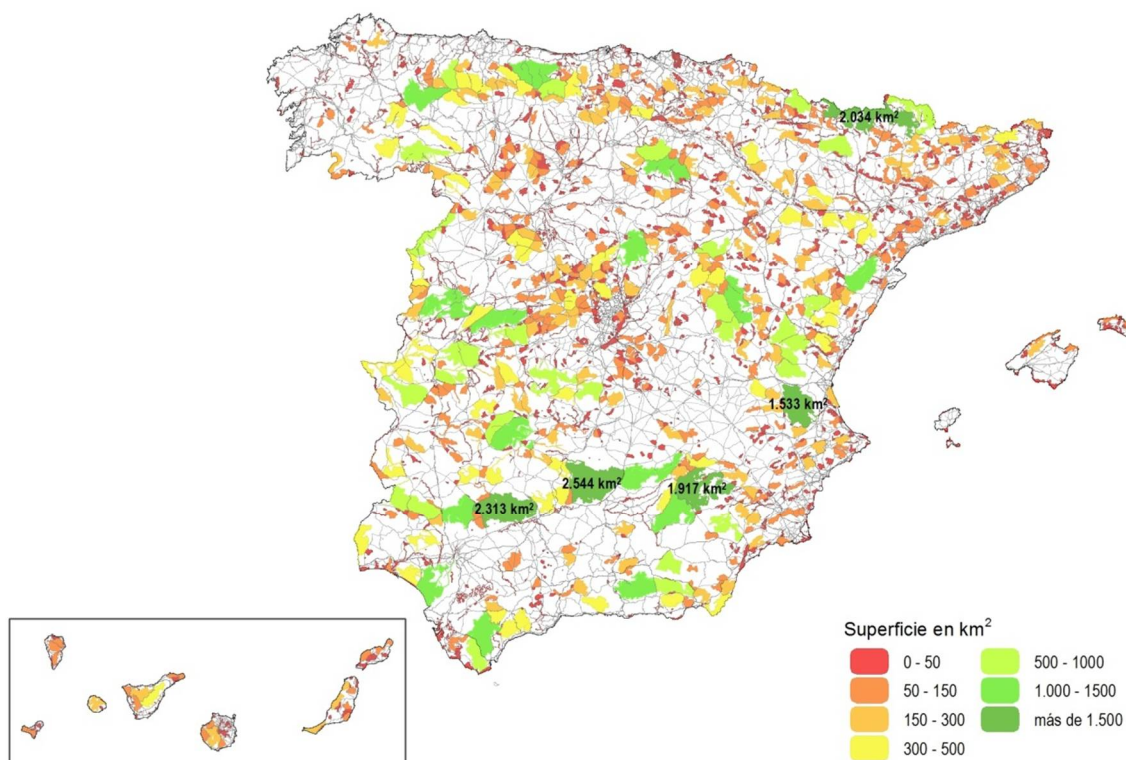 2.034 km²
1.533 km²
2.544 km²
1.917 km²
2.313 km²
Superficie en km²
0 - 50
50 - 150
150 - 300
300 - 500
500 - 1000
1.000 - 1500
más de 1.500